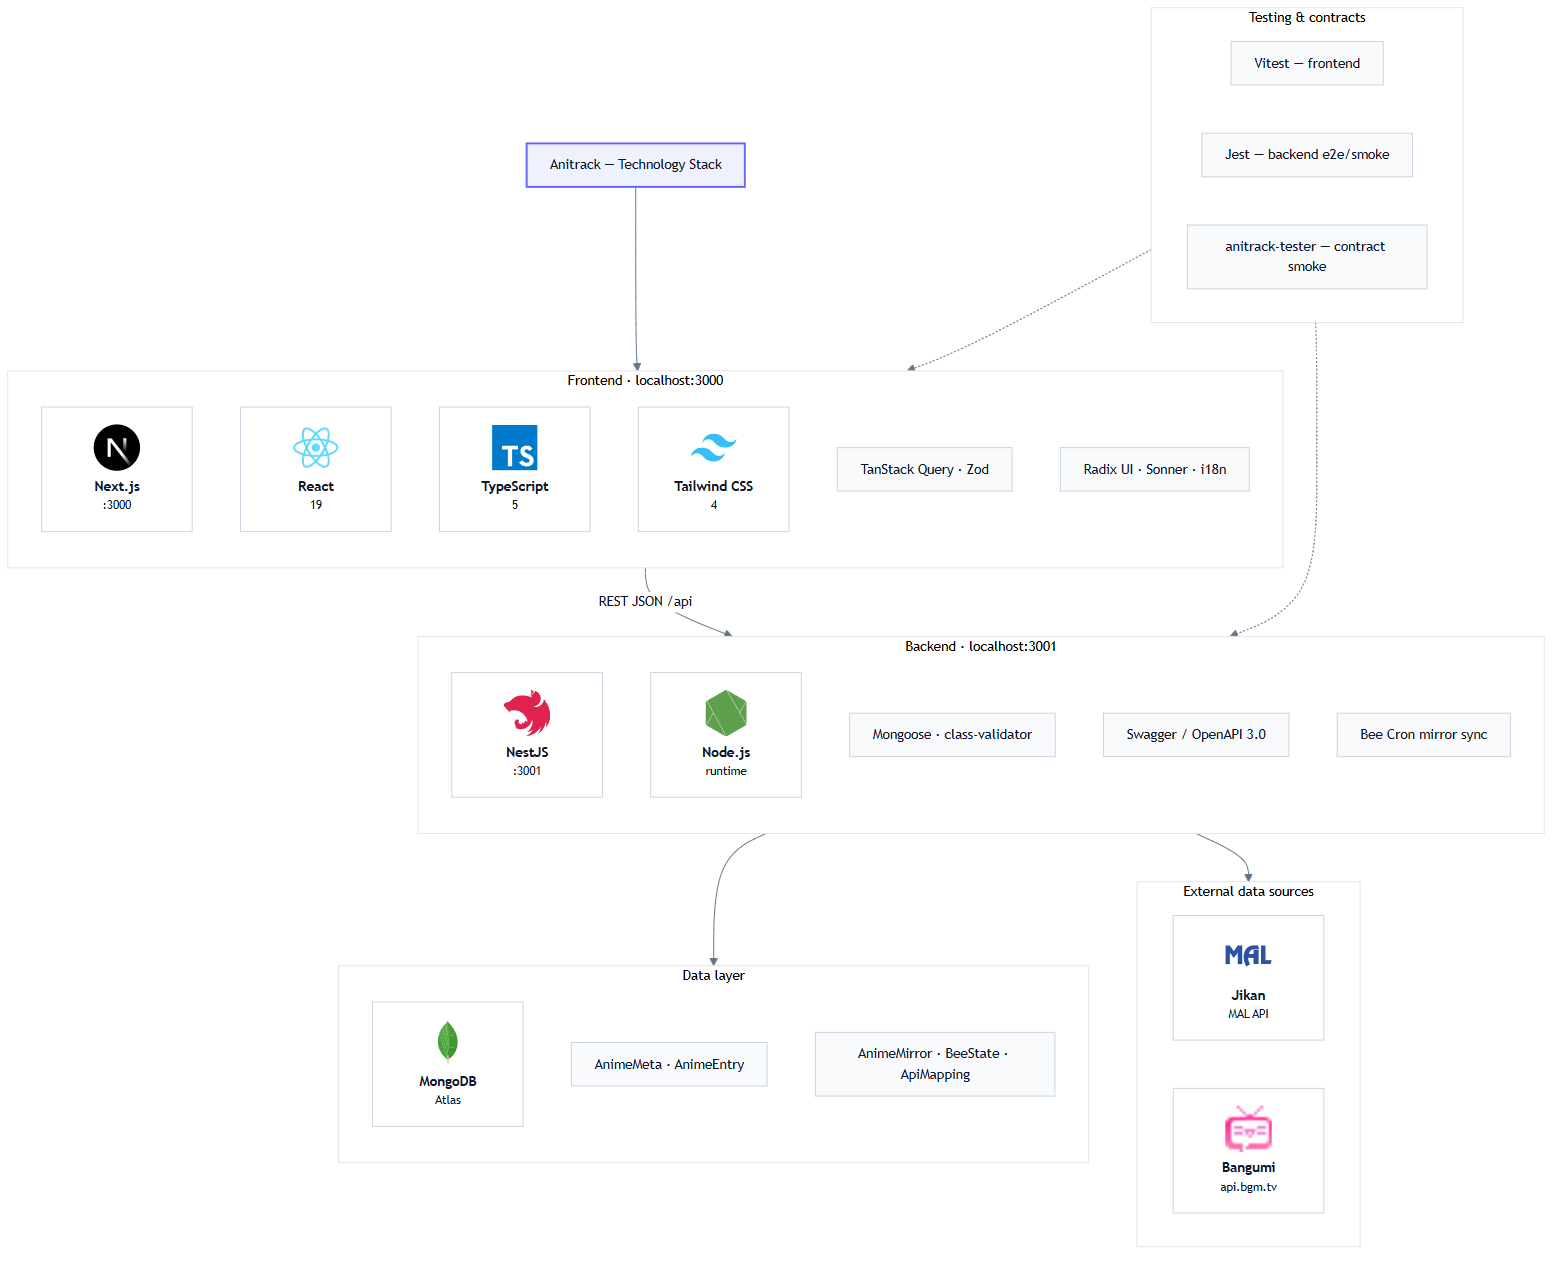 Testing & contracts
Vitest — frontend
Jest — backend e2e/smoke
anitrack-tester — contract
smoke
Anitrack — Technology Stack
Frontend · localhost:3000
Next.js
:3000
React
19
TS
TypeScript
5
Tailwind CSS
4
TanStack Query · Zod
Radix UI · Sonner · i18n
REST JSON /api
Backend · localhost:3001
NestJS
:3001
Node.js
runtime
Mongoose · class-validator
Swagger / OpenAPI 3.0
Bee Cron mirror sync
Data layer
MongoDB
Atlas
AnimeMeta · AnimeEntry
AnimeMirror · BeeState ·
ApiMapping
External data sources
MAL
Jikan
MAL API
Bangumi
api.bgm.tv